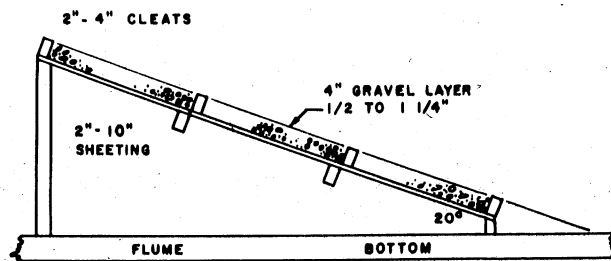 2"- 4" CLEATS
4" GRAVEL LAYER
1/2 TO 1 1/4"
2"- 10"
SHEETING
20°
FLUME BOTTOM